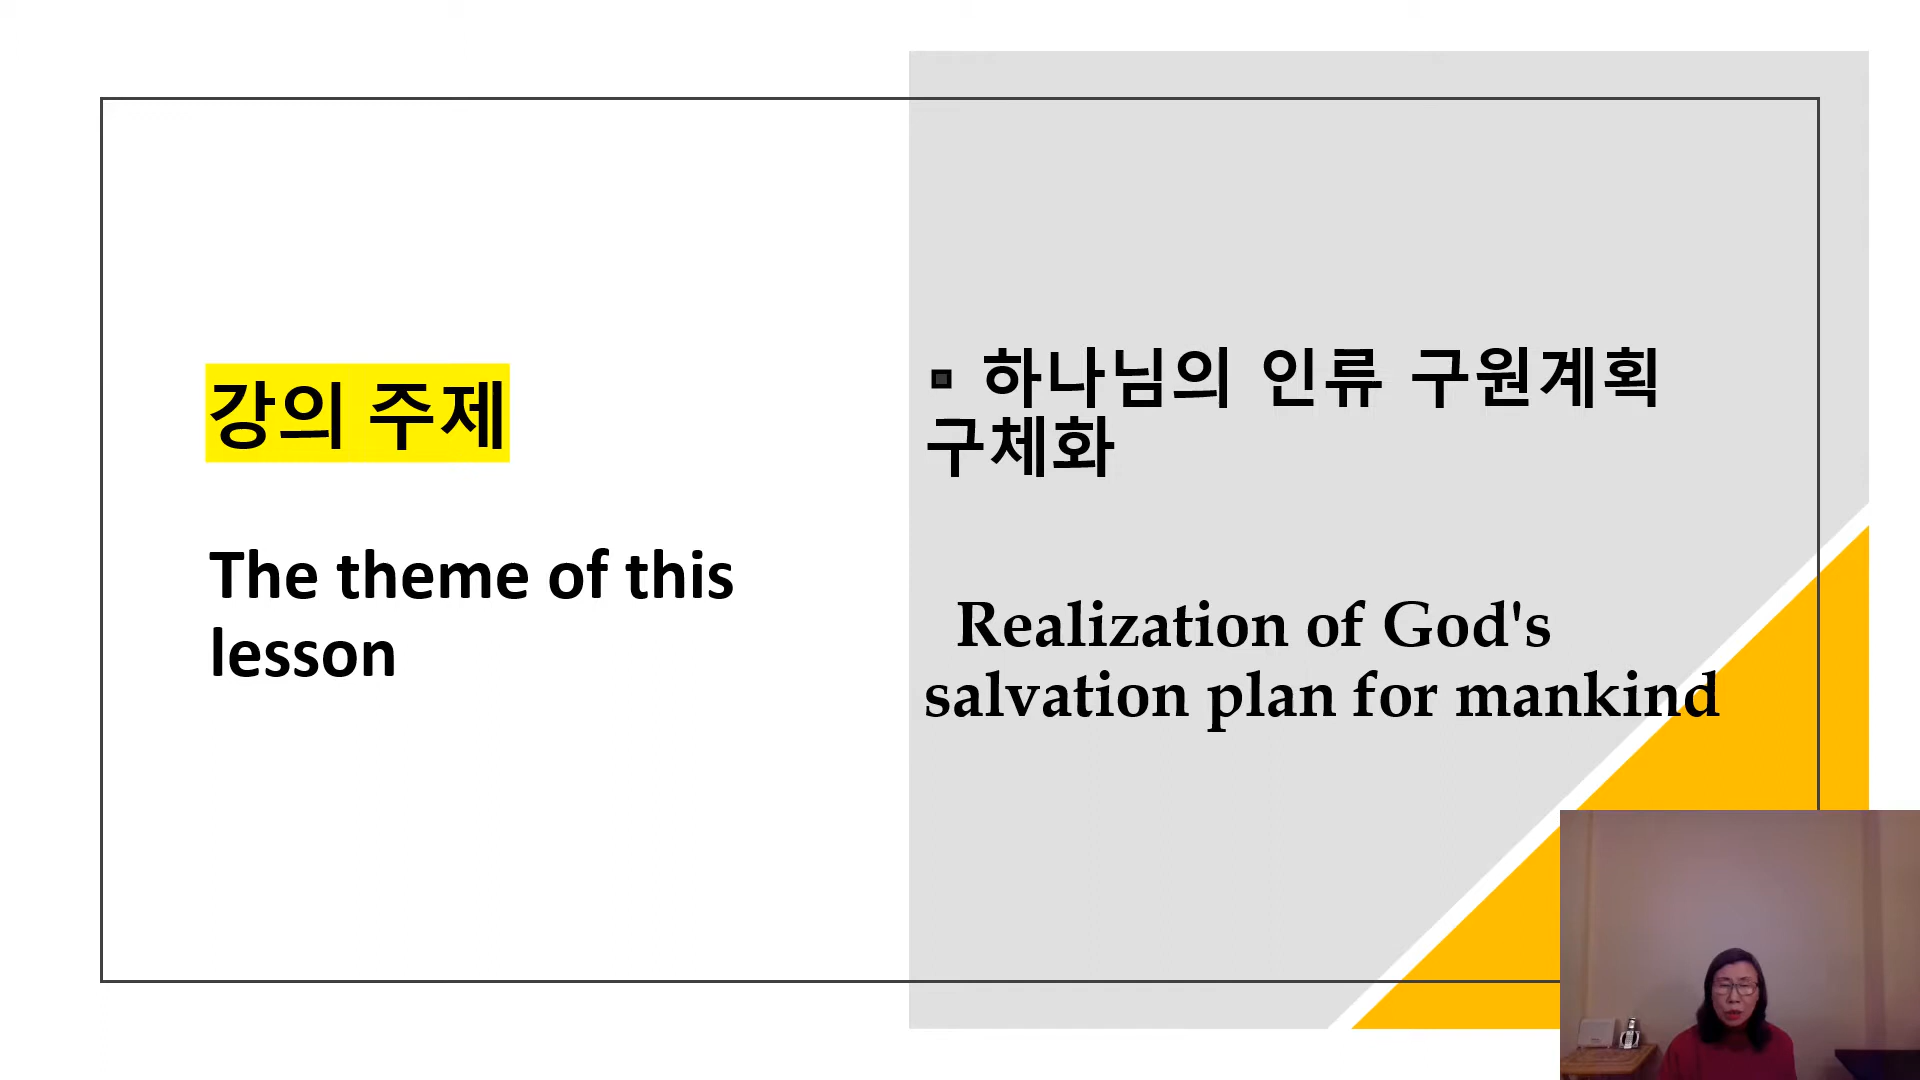 강의 주제
The theme of this
lesson
▪ 하나님의 인류 구원계획
구체화
Realization of God's
salvation plan for mankind